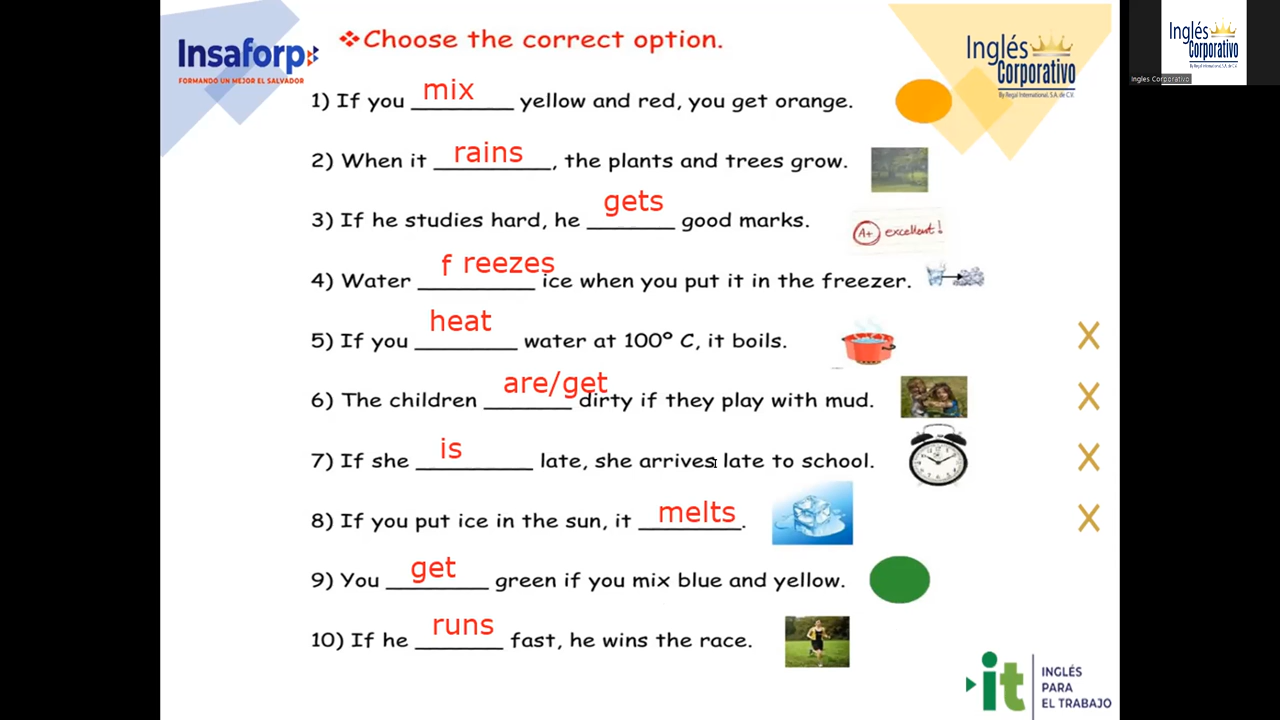 Insaforp
FORMANDO UN MEJOR EL SALVADOR
❖Choose the correct option.
Inglés
Corporativo
By Regal International, S.A. de C.V.
Inglés
Corporativo
By Regal International, S.A. de C.V.
Ingles Corporativo
1) If you mix yellow and red, you get orange.
2) When it rains, the plants and trees grow.
3) If he studies hard, he gets good marks.
A+ excellent!
4) Water f reezes ice when you put it in the freezer.
5) If you heat water at 100º C, it boils.
X
6) The children are/get dirty if they play with mud.
X
7) If she is late, she arrives late to school.
X
8) If you put ice in the sun, it melts.
X
9) You get green if you mix blue and yellow.
10) If he runs fast, he wins the race.
it
INGLÉS
PARA
EL TRABAJO